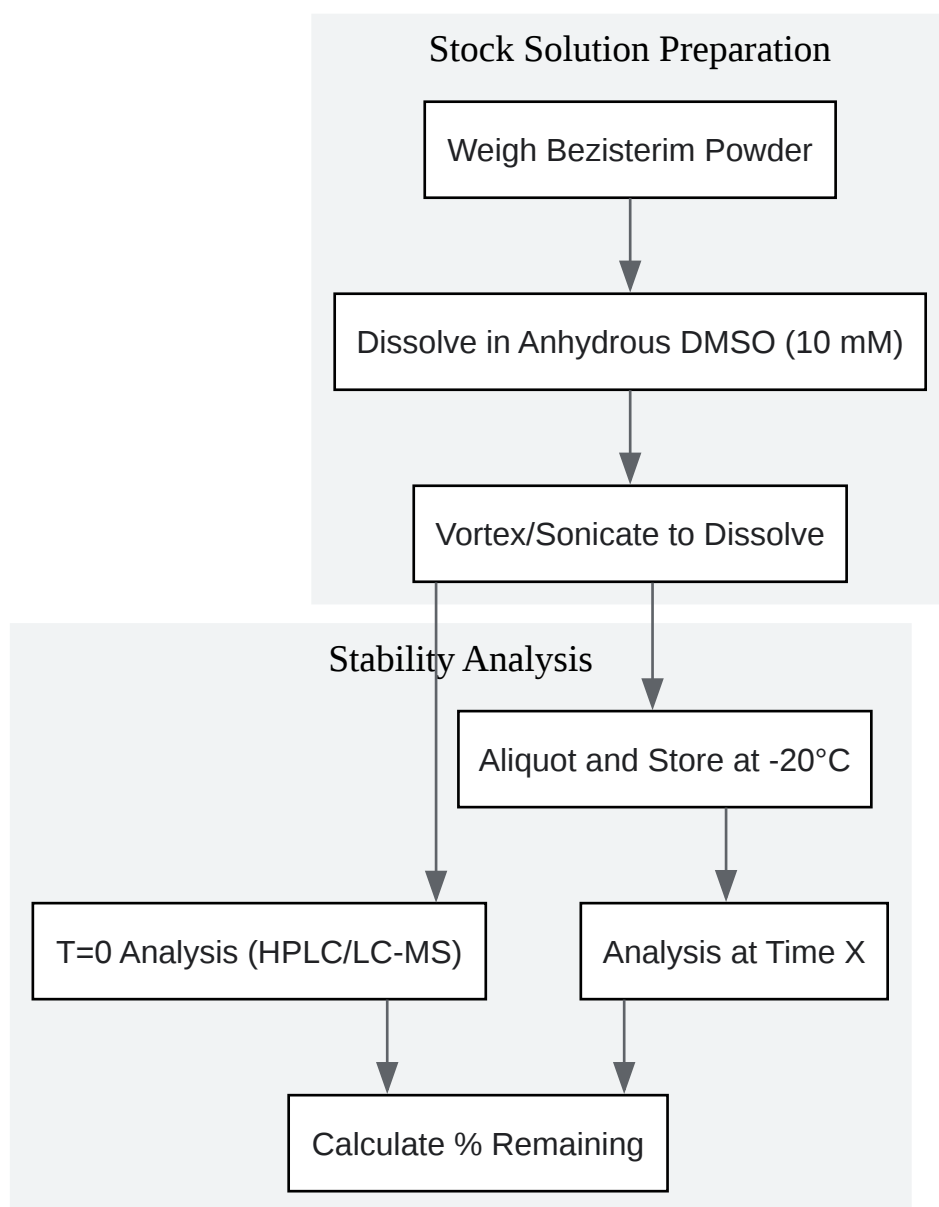 Stock Solution Preparation
Weigh Bezisterim Powder
Dissolve in Anhydrous DMSO (10 mM)
Vortex/Sonicate to Dissolve
Stability Analysis
Aliquot and Store at -20°C
T=0 Analysis (HPLC/LC-MS)
Analysis at Time X
Calculate % Remaining